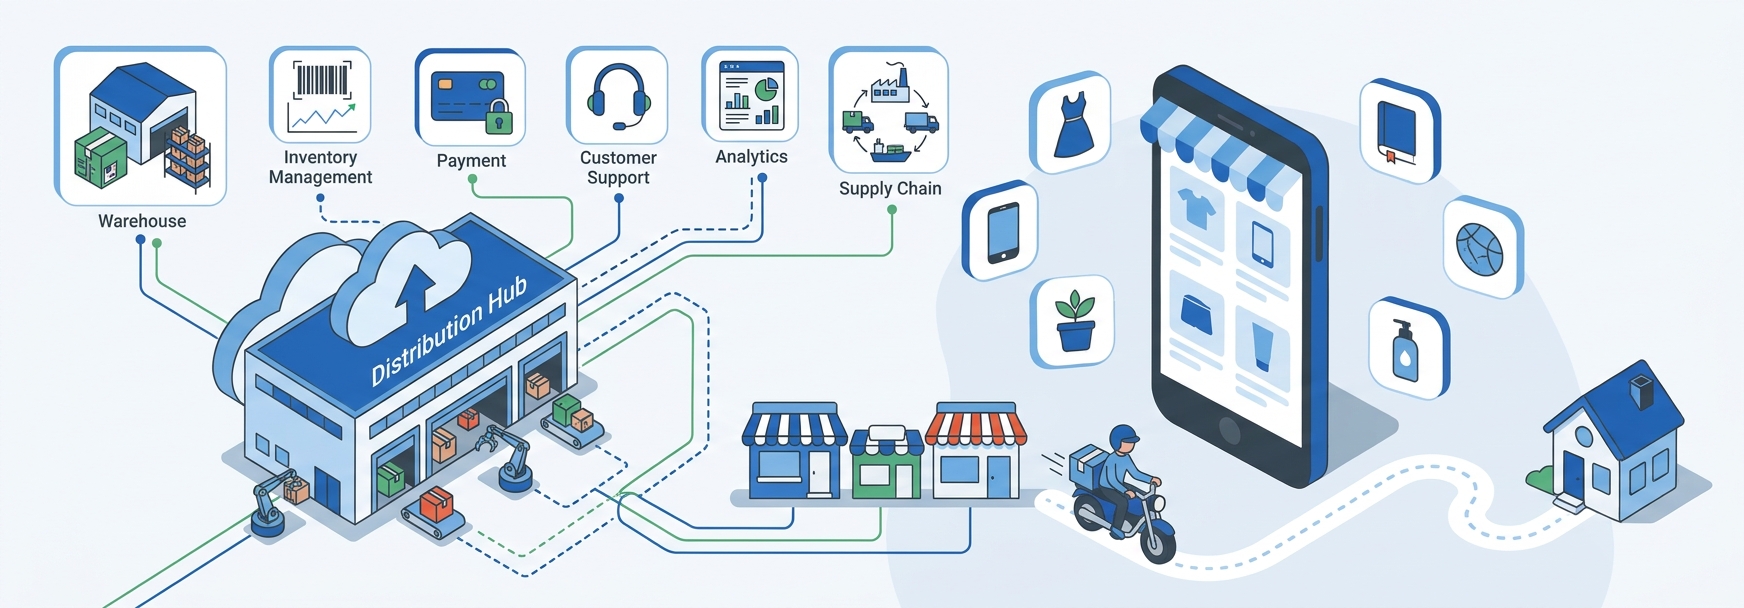 Warehouse
Inventory
Management
Payment
Customer
Support
Analytics
Supply Chain
Distribution Hub